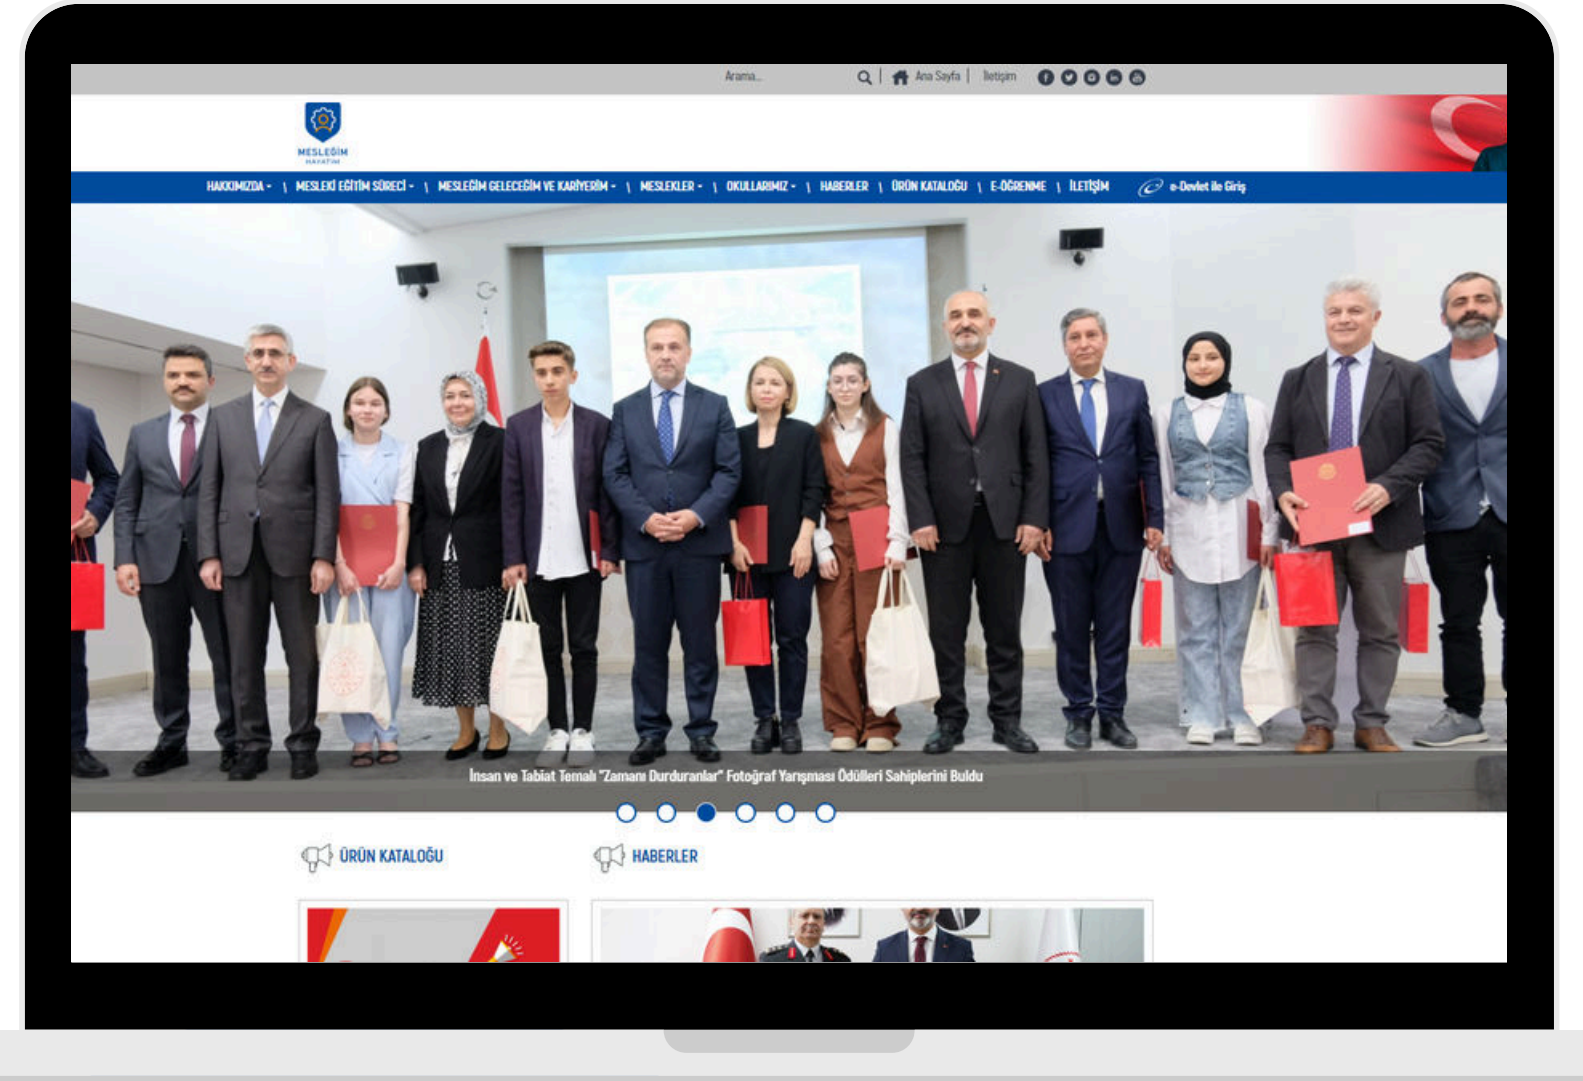 Arama...
Ana Sayfa
İletişim
MESLEĞİM
HAYATIM
HAKKIMIZDA
MESLEKİ EĞİTİM SÜRECİ
MESLEĞİM GELECEĞİM VE KARİYERİM
MESLEKLER
OKULLARIMIZ
HABERLER
ÜRÜN KATALOĞU
E-ÖĞRENME
İLETİŞİM
e-Devlet ile Giriş
İnsan ve Tabiat Temalı "Zamanı Durduranlar" Fotoğraf Yarışması Ödülleri Sahiplerini Buldu
ÜRÜN KATALOĞU
HABERLER